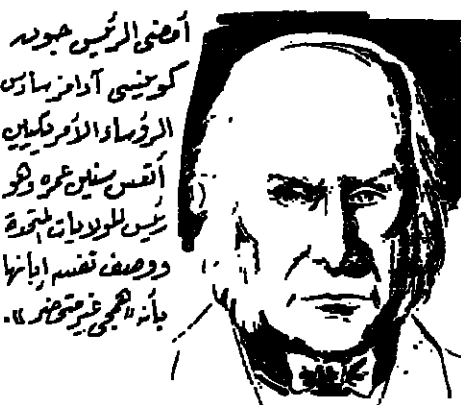 أمضى الرئيس جون
كوينسي آدامز سادس
الرؤساء الأمريكيين
أتعس سنين عمره وهو
رئيس للولايات المتحدة
ووصف نفسه إبانها
بأنه «همجي غير متحضر».